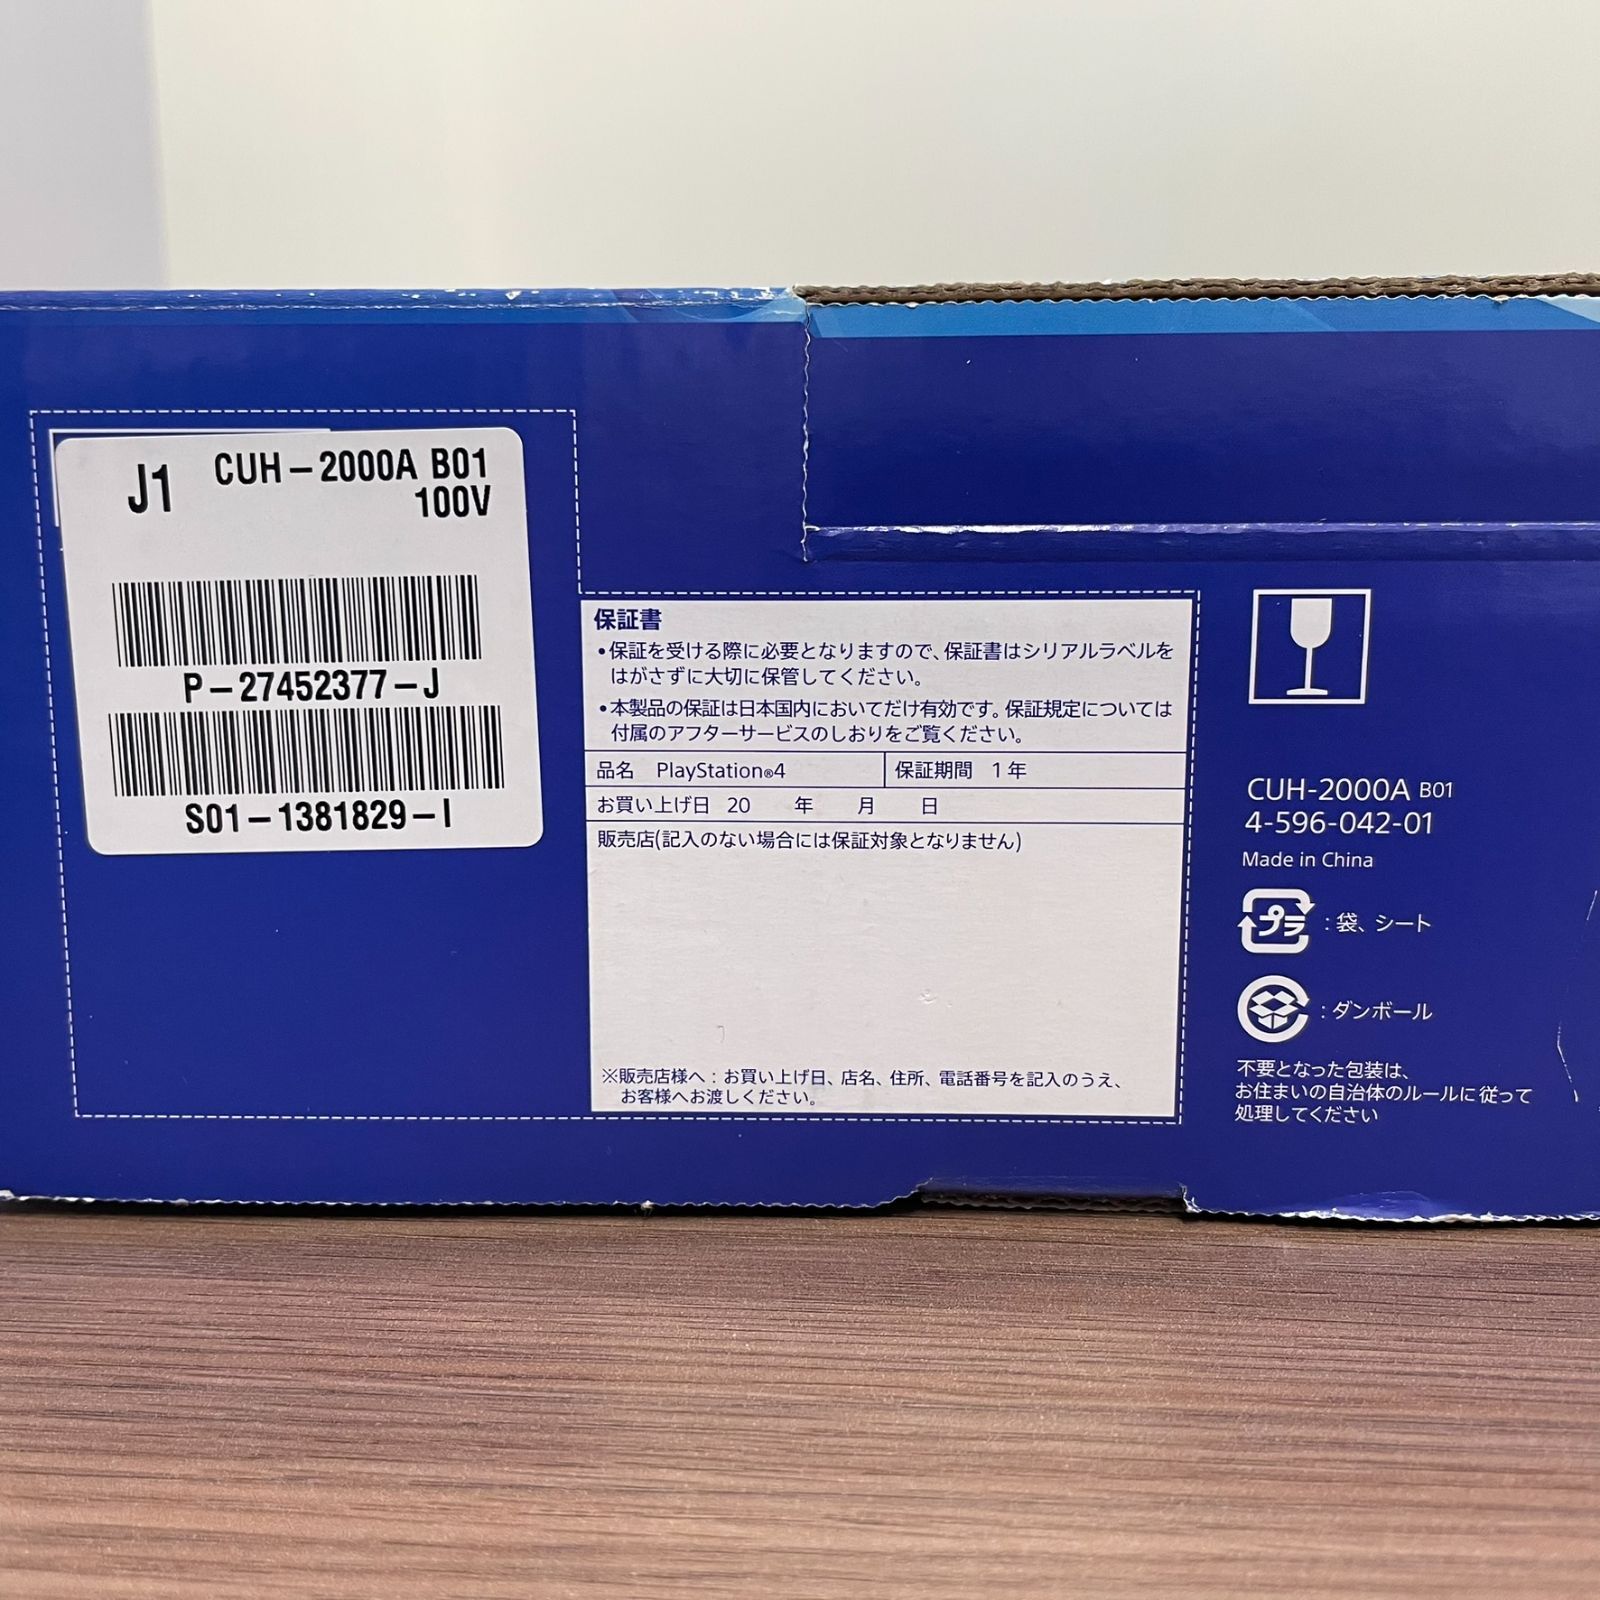 J1 CUH-2000A B01
100V
P-27452377-J
S01-1381829-I
保証書
•保証を受ける際に必要となりますので、保証書はシリアルラベルを
はがさずに大切に保管してください。
•本製品の保証は日本国内においてだけ有効です。保証規定については
付属のアフターサービスのしおりをご覧ください。
品名 PlayStation®4 保証期間 1年
お買い上げ日 20 年 月 日
販売店(記入のない場合には保証対象となりません)
※販売店様へ：お買い上げ日、店名、住所、電話番号を記入のうえ、
お客様へお渡しください。
CUH-2000A B01
4-596-042-01
Made in China
プラ：袋、シート
：ダンボール
不要となった包装は、
お住まいの自治体のルールに従って
処理してください